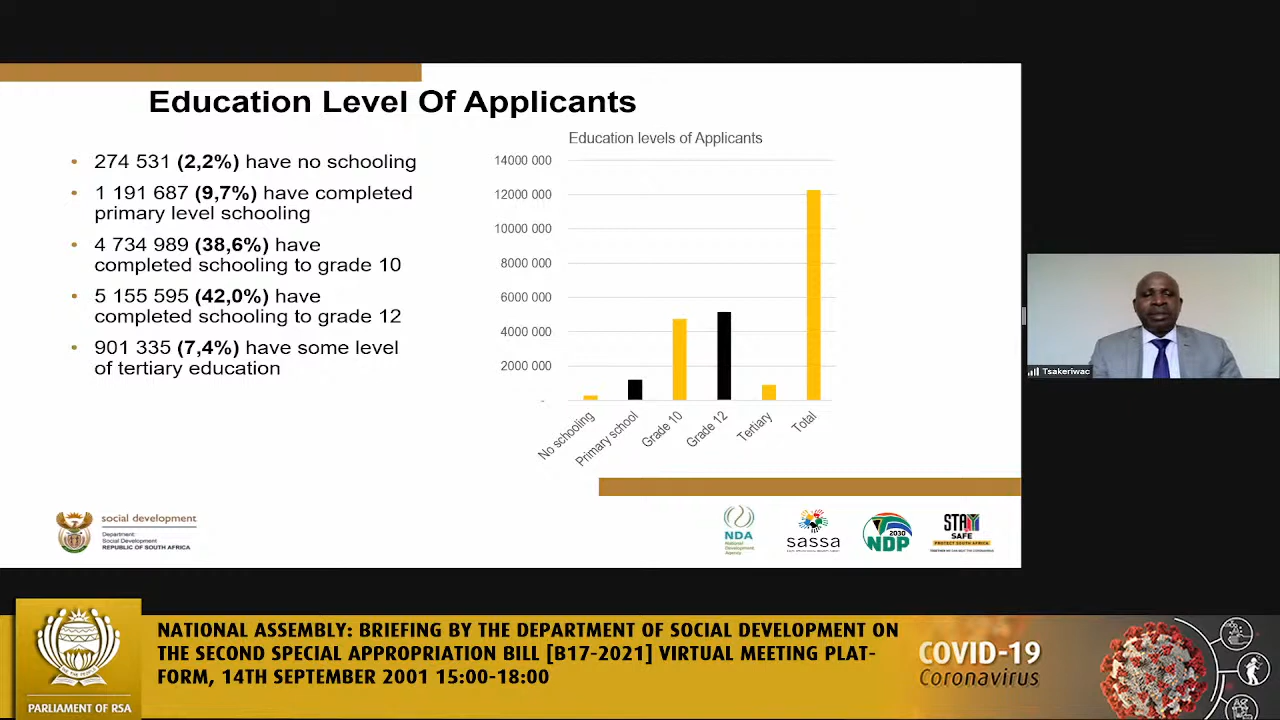 Education Level Of Applicants
• 274 531 (2,2%) have no schooling
• 1 191 687 (9,7%) have completed
primary level schooling
• 4 734 989 (38,6%) have
completed schooling to grade 10
• 5 155 595 (42,0%) have
completed schooling to grade 12
• 901 335 (7,4%) have some level
of tertiary education
Education levels of Applicants
14000 000
12000 000
10000 000
8000 000
6000 000
4000 000
2000 000
-
No schooling
Primary school
Grade 10
Grade 12
Tertiary
Total
Tsakeriwac
social development
Department:
Social Development
REPUBLIC OF SOUTH AFRICA
NDA
National
Development
Agency
sassa
2030
NDP
STAY
SAFE
PROTECT SOUTH AFRICA
NATIONAL ASSEMBLY: BRIEFING BY THE DEPARTMENT OF SOCIAL DEVELOPMENT ON
THE SECOND SPECIAL APPROPRIATION BILL [B17-2021] VIRTUAL MEETING PLAT-
FORM, 14TH SEPTEMBER 2001 15:00-18:00
PARLIAMENT OF RSA
COVID-19
Coronavirus